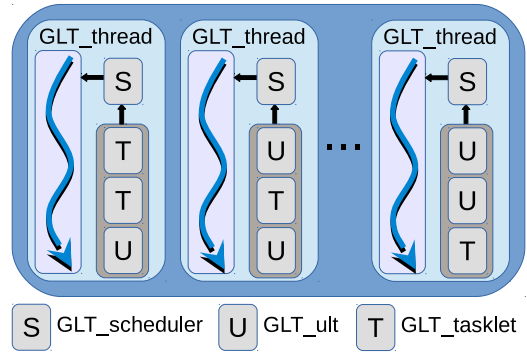 GLT_thread GLT_thread GLT_thread
S S S
T U U
...
T T U
U U T
S GLT_scheduler U GLT_ult T GLT_tasklet